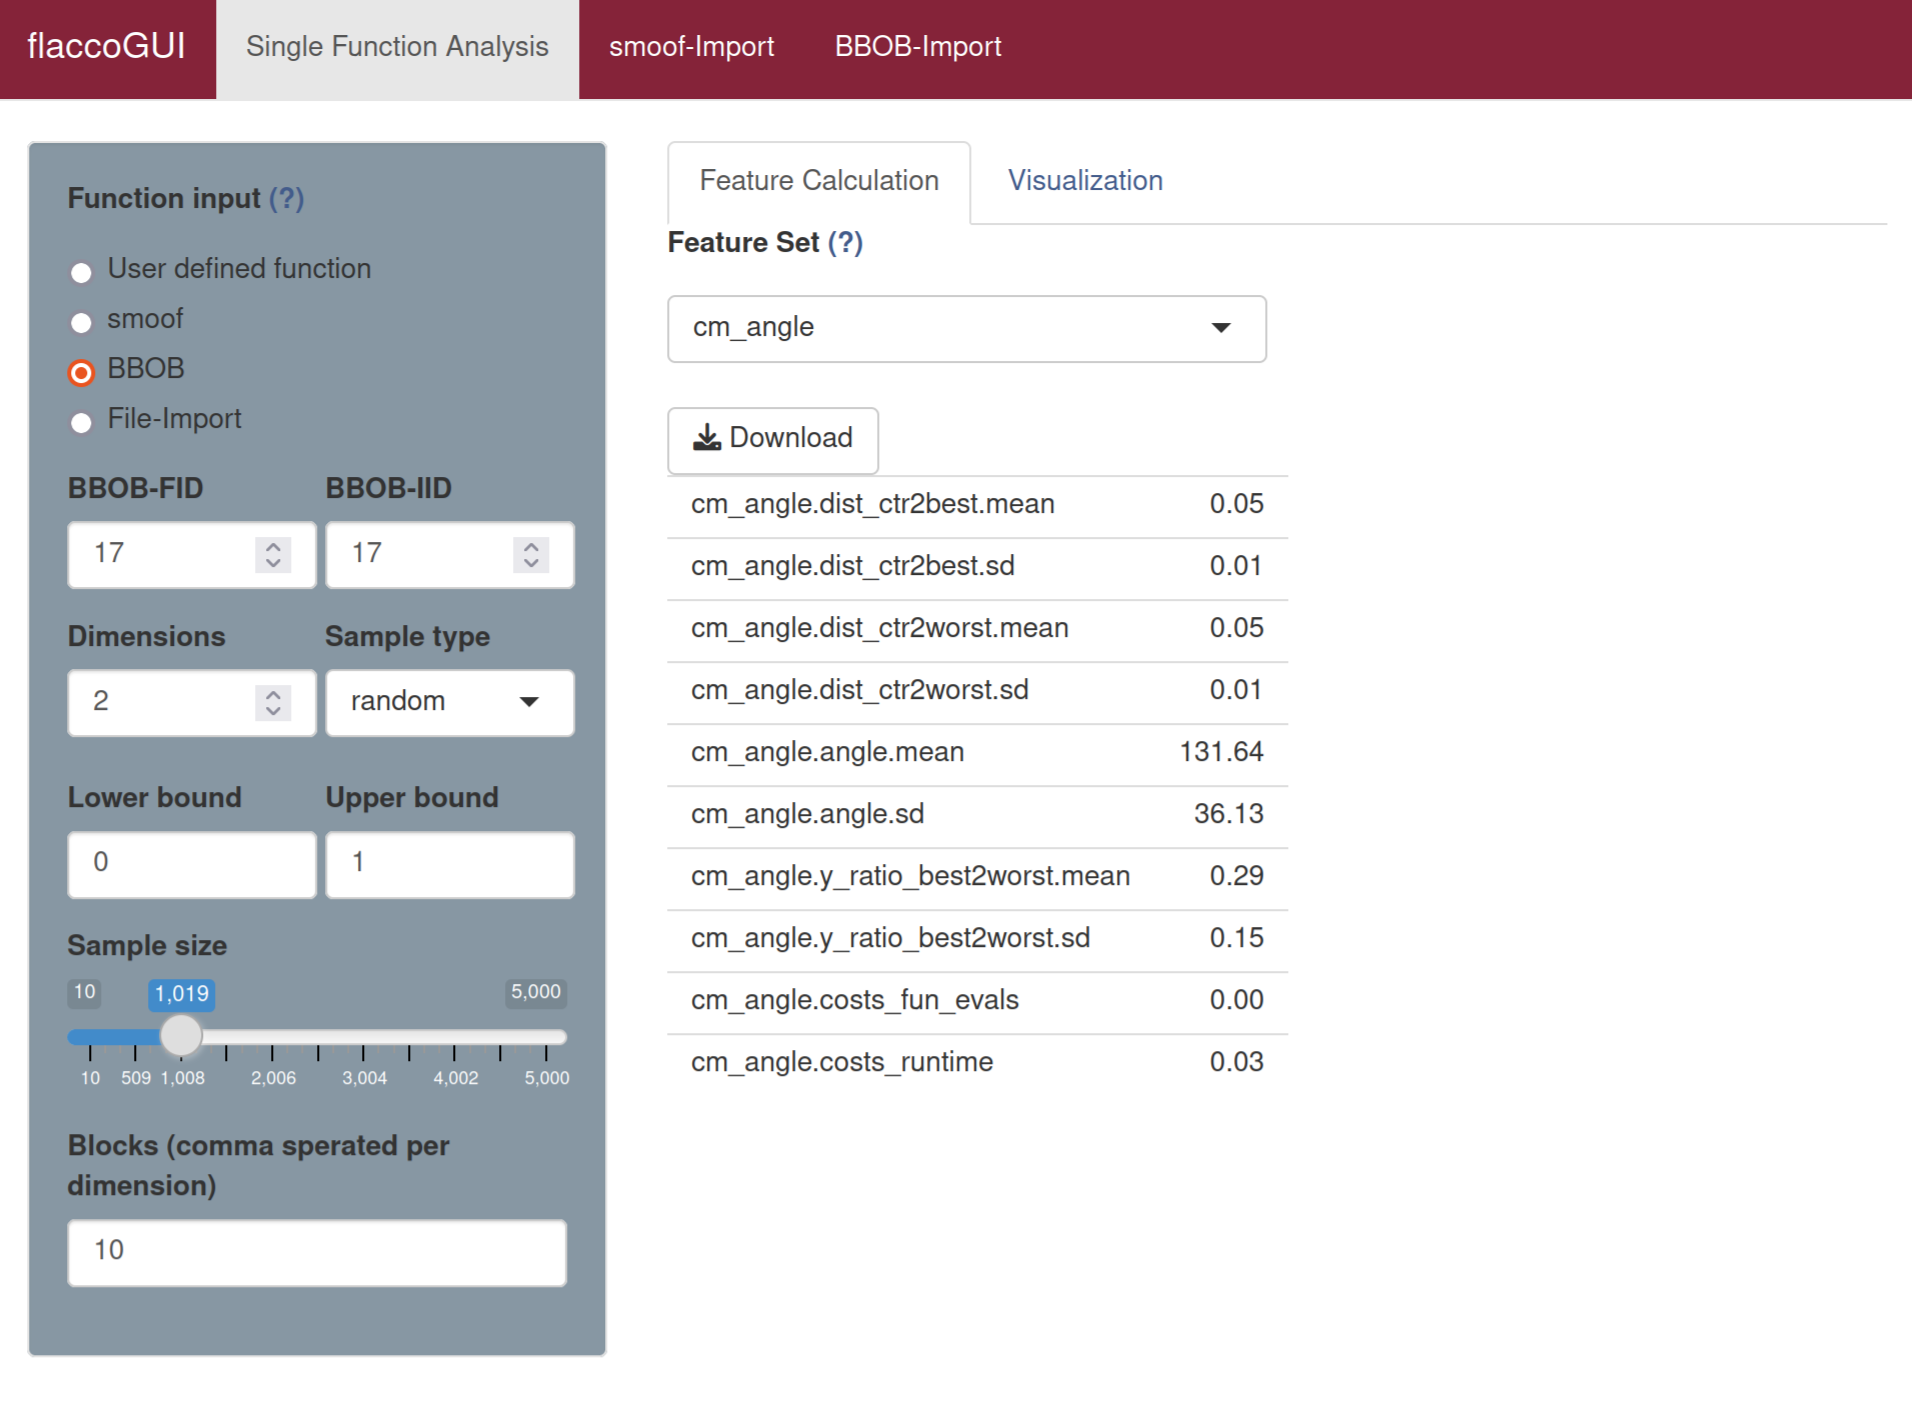 flaccoGUI Single Function Analysis smoof-Import BBOB-Import
Function input (?)
User defined function
smoof
BBOB
File-Import
BBOB-FID BBOB-IID
17 17
Dimensions Sample type
2 random
Lower bound Upper bound
0 1
Sample size
10 1,019 5,000
10 509 1,008 2,006 3,004 4,002 5,000
Blocks (comma sperated per
dimension)
10
Feature Calculation Visualization
Feature Set (?)
cm_angle
Download
cm_angle.dist_ctr2best.mean 0.05
cm_angle.dist_ctr2best.sd 0.01
cm_angle.dist_ctr2worst.mean 0.05
cm_angle.dist_ctr2worst.sd 0.01
cm_angle.angle.mean 131.64
cm_angle.angle.sd 36.13
cm_angle.y_ratio_best2worst.mean 0.29
cm_angle.y_ratio_best2worst.sd 0.15
cm_angle.costs_fun_evals 0.00
cm_angle.costs_runtime 0.03